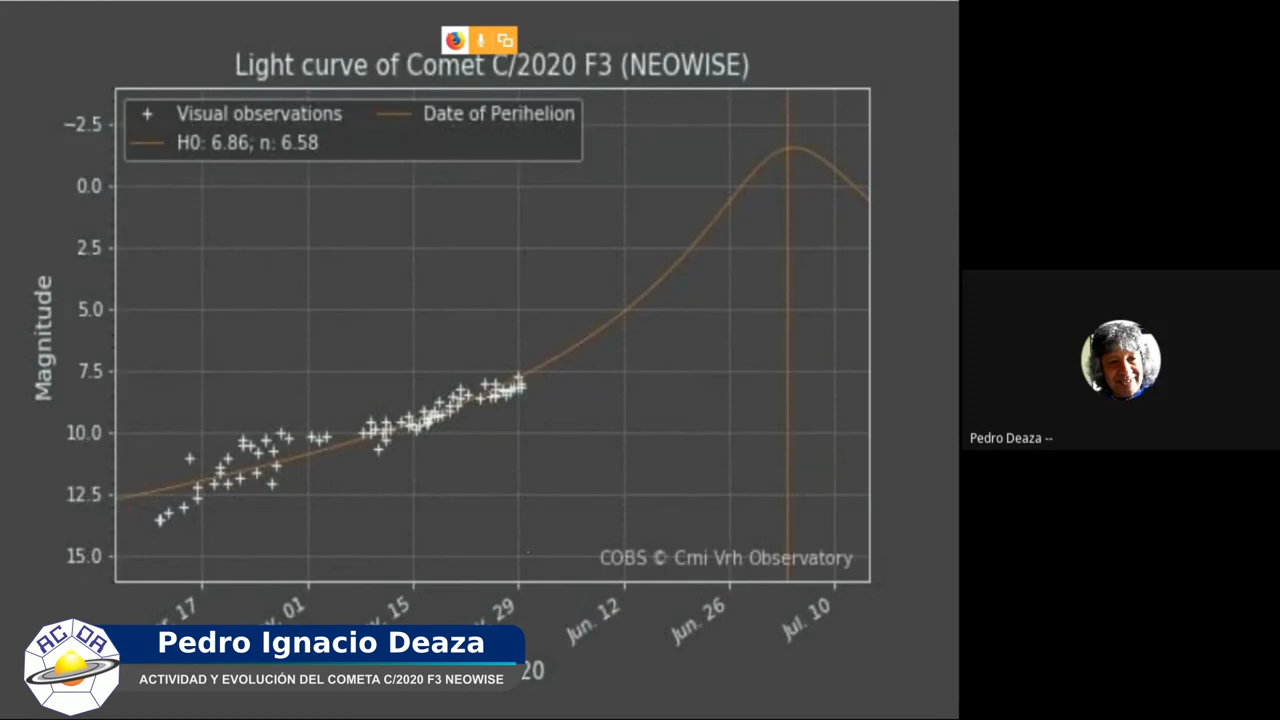 Light curve of Comet C/2020 F3 (NEOWISE)
Visual observations
Date of Perihelion
H0: 6.86; n: 6.58
−2.5
0.0
2.5
5.0
7.5
10.0
12.5
15.0
Magnitude
COBS © Crni Vrh Observatory
17
01
15
29
Jun. 12
Jun. 26
Jul. 10
20
Pedro Deaza --
ACDA
Pedro Ignacio Deaza
ACTIVIDAD Y EVOLUCIÓN DEL COMETA C/2020 F3 NEOWISE